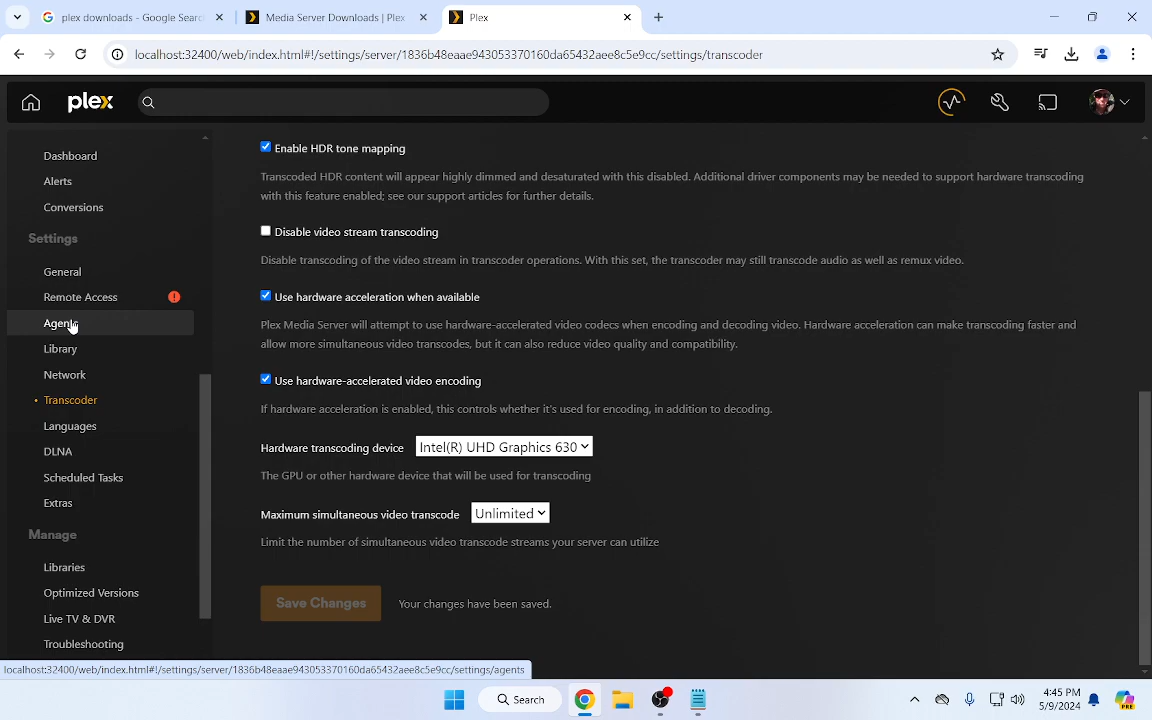 plex downloads - Google Searc
Media Server Downloads | Plex
Plex
localhost:32400/web/index.html#!/settings/server/1836b48eaae943053370160da65432aee8c5e9cc/settings/transcoder
plex
Dashboard
Alerts
Conversions
Settings
General
Remote Access
Agents
Library
Network
Transcoder
Languages
DLNA
Scheduled Tasks
Extras
Manage
Libraries
Optimized Versions
Live TV & DVR
Troubleshooting
Enable HDR tone mapping
Transcoded HDR content will appear highly dimmed and desaturated with this disabled. Additional driver components may be needed to support hardware transcoding
with this feature enabled; see our support articles for further details.
Disable video stream transcoding
Disable transcoding of the video stream in transcoder operations. With this set, the transcoder may still transcode audio as well as remux video.
Use hardware acceleration when available
Plex Media Server will attempt to use hardware-accelerated video codecs when encoding and decoding video. Hardware acceleration can make transcoding faster and
allow more simultaneous video transcodes, but it can also reduce video quality and compatibility.
Use hardware-accelerated video encoding
If hardware acceleration is enabled, this controls whether it's used for encoding, in addition to decoding.
Hardware transcoding device Intel(R) UHD Graphics 630
The GPU or other hardware device that will be used for transcoding
Maximum simultaneous video transcode Unlimited
Limit the number of simultaneous video transcode streams your server can utilize
Save Changes Your changes have been saved.
localhost:32400/web/index.html#!/settings/server/1836b48eaae943053370160da65432aee8c5e9cc/settings/agents
Search
4:45 PM
5/9/2024
PRE